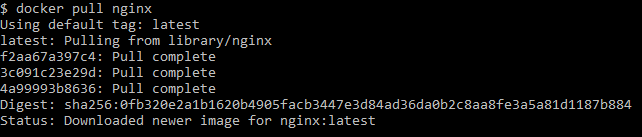 $ docker pull nginx
Using default tag: latest
latest: Pulling from library/nginx
f2aa67a397c4: Pull complete
3c091c23e29d: Pull complete
4a99993b8636: Pull complete
Digest: sha256:0fb320e2a1b1620b4905facb3447e3d84ad36da0b2c8aa8fe3a5a81d1187b884
Status: Downloaded newer image for nginx:latest